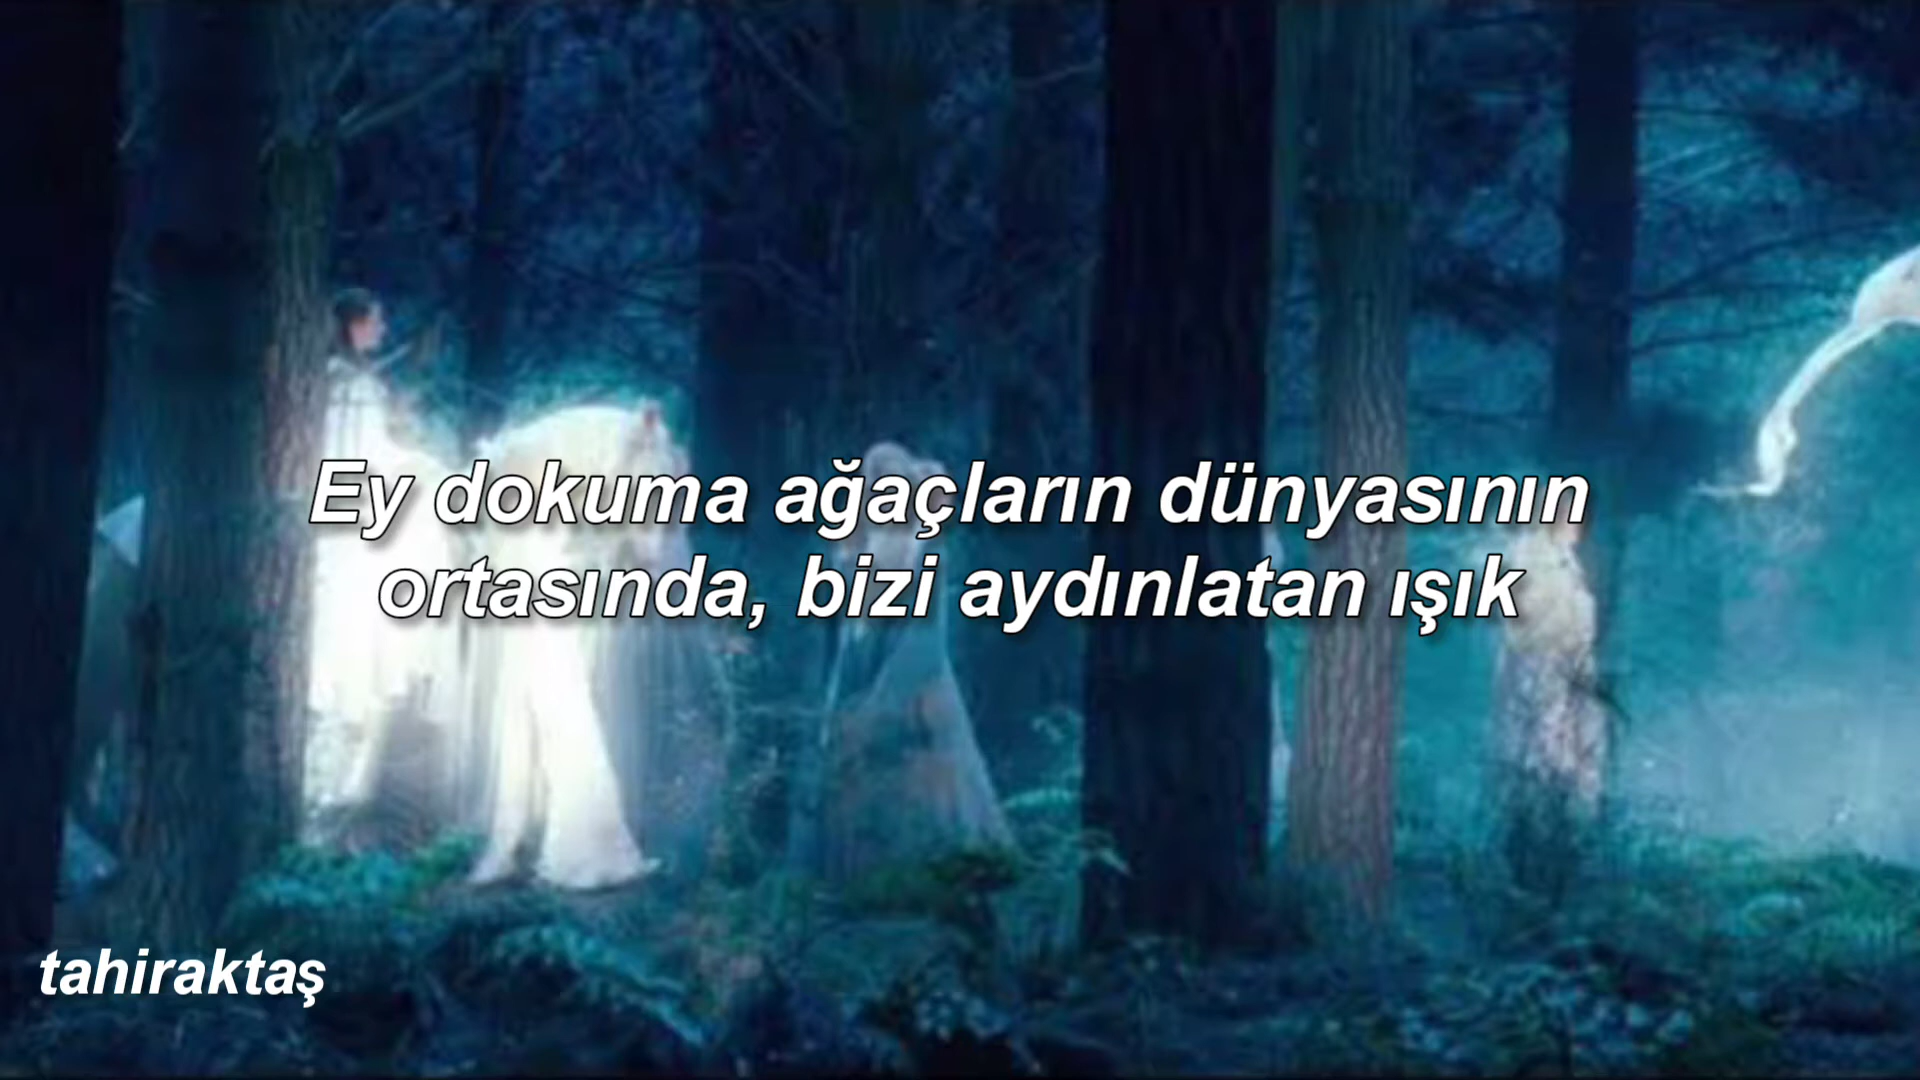 Ey dokuma ağaçların dünyasının
ortasında, bizi aydınlatan ışık
tahiraktaş